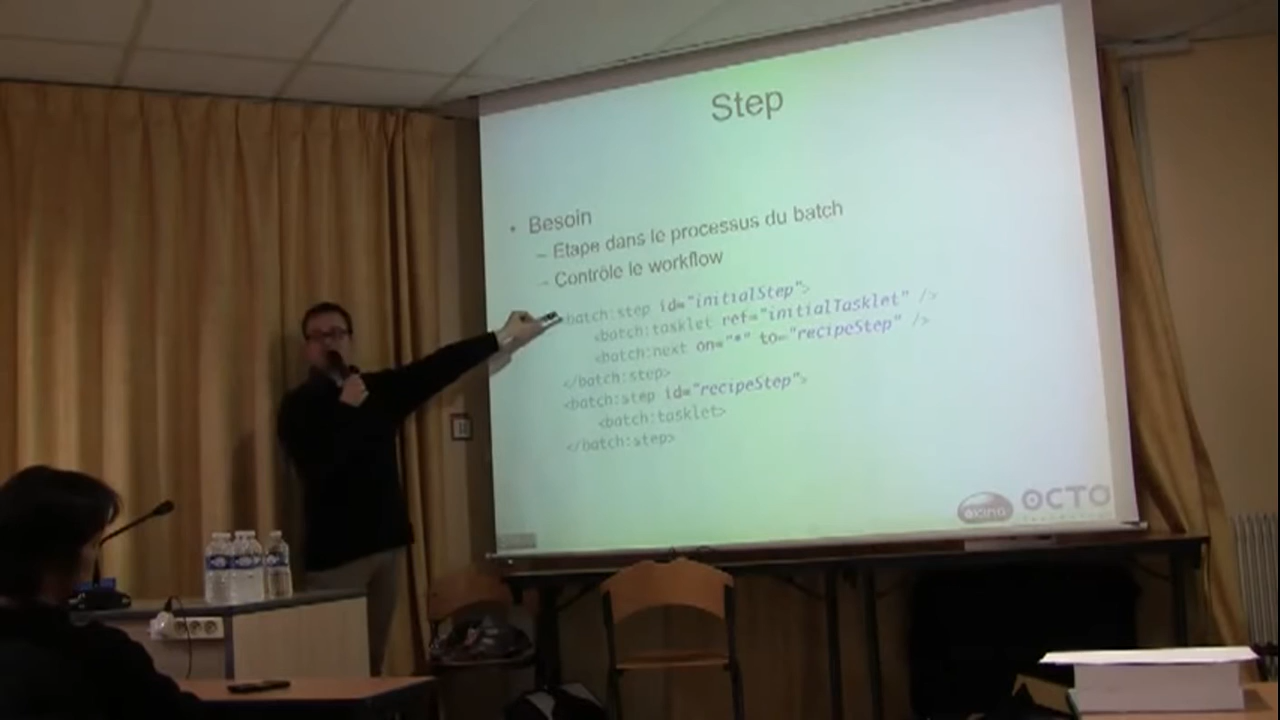 Step
• Besoin
– Etape dans le processus du batch
– Contrôle le workflow
<batch:step id="initialStep">
<batch:tasklet ref="initialTasklet" />
<batch:next on="*" to="recipeStep" />
</batch:step>
<batch:step id="recipeStep">
<batch:tasklet>
</batch:step>
OCTO